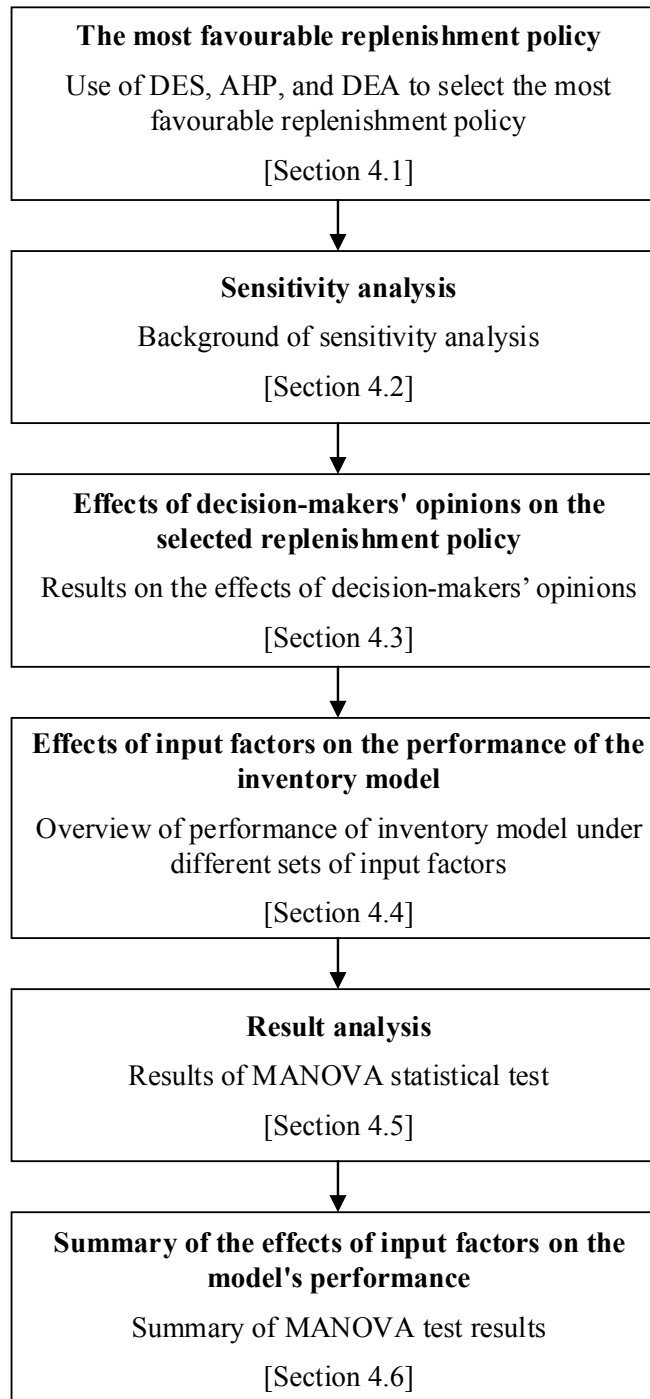 The most favourable replenishment policy
Use of DES, AHP, and DEA to select the most
favourable replenishment policy
[Section 4.1]
Sensitivity analysis
Background of sensitivity analysis
[Section 4.2]
Effects of decision-makers' opinions on the
selected replenishment policy
Results on the effects of decision-makers’ opinions
[Section 4.3]
Effects of input factors on the performance of the
inventory model
Overview of performance of inventory model under
different sets of input factors
[Section 4.4]
Result analysis
Results of MANOVA statistical test
[Section 4.5]
Summary of the effects of input factors on the
model's performance
Summary of MANOVA test results
[Section 4.6]